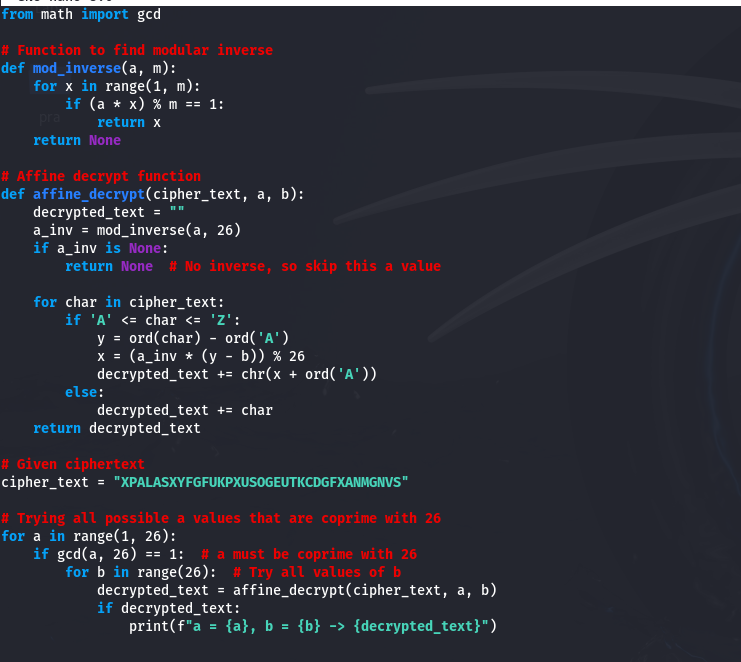 from math import gcd

# Function to find modular inverse
def mod_inverse(a, m):
    for x in range(1, m):
        if (a * x) % m == 1:
            return x
    return None

# Affine decrypt function
def affine_decrypt(cipher_text, a, b):
    decrypted_text = ""
    a_inv = mod_inverse(a, 26)
    if a_inv is None:
        return None  # No inverse, so skip this a value

    for char in cipher_text:
        if 'A' <= char <= 'Z':
            y = ord(char) - ord('A')
            x = (a_inv * (y - b)) % 26
            decrypted_text += chr(x + ord('A'))
        else:
            decrypted_text += char
    return decrypted_text

# Given ciphertext
cipher_text = "XPALASXYFGFUKPXUSOGEUTKCDGFXANMGNVS"

# Trying all possible a values that are coprime with 26
for a in range(1, 26):
    if gcd(a, 26) == 1:  # a must be coprime with 26
        for b in range(26):  # Try all values of b
            decrypted_text = affine_decrypt(cipher_text, a, b)
            if decrypted_text:
                print(f"a = {a}, b = {b} -> {decrypted_text}")